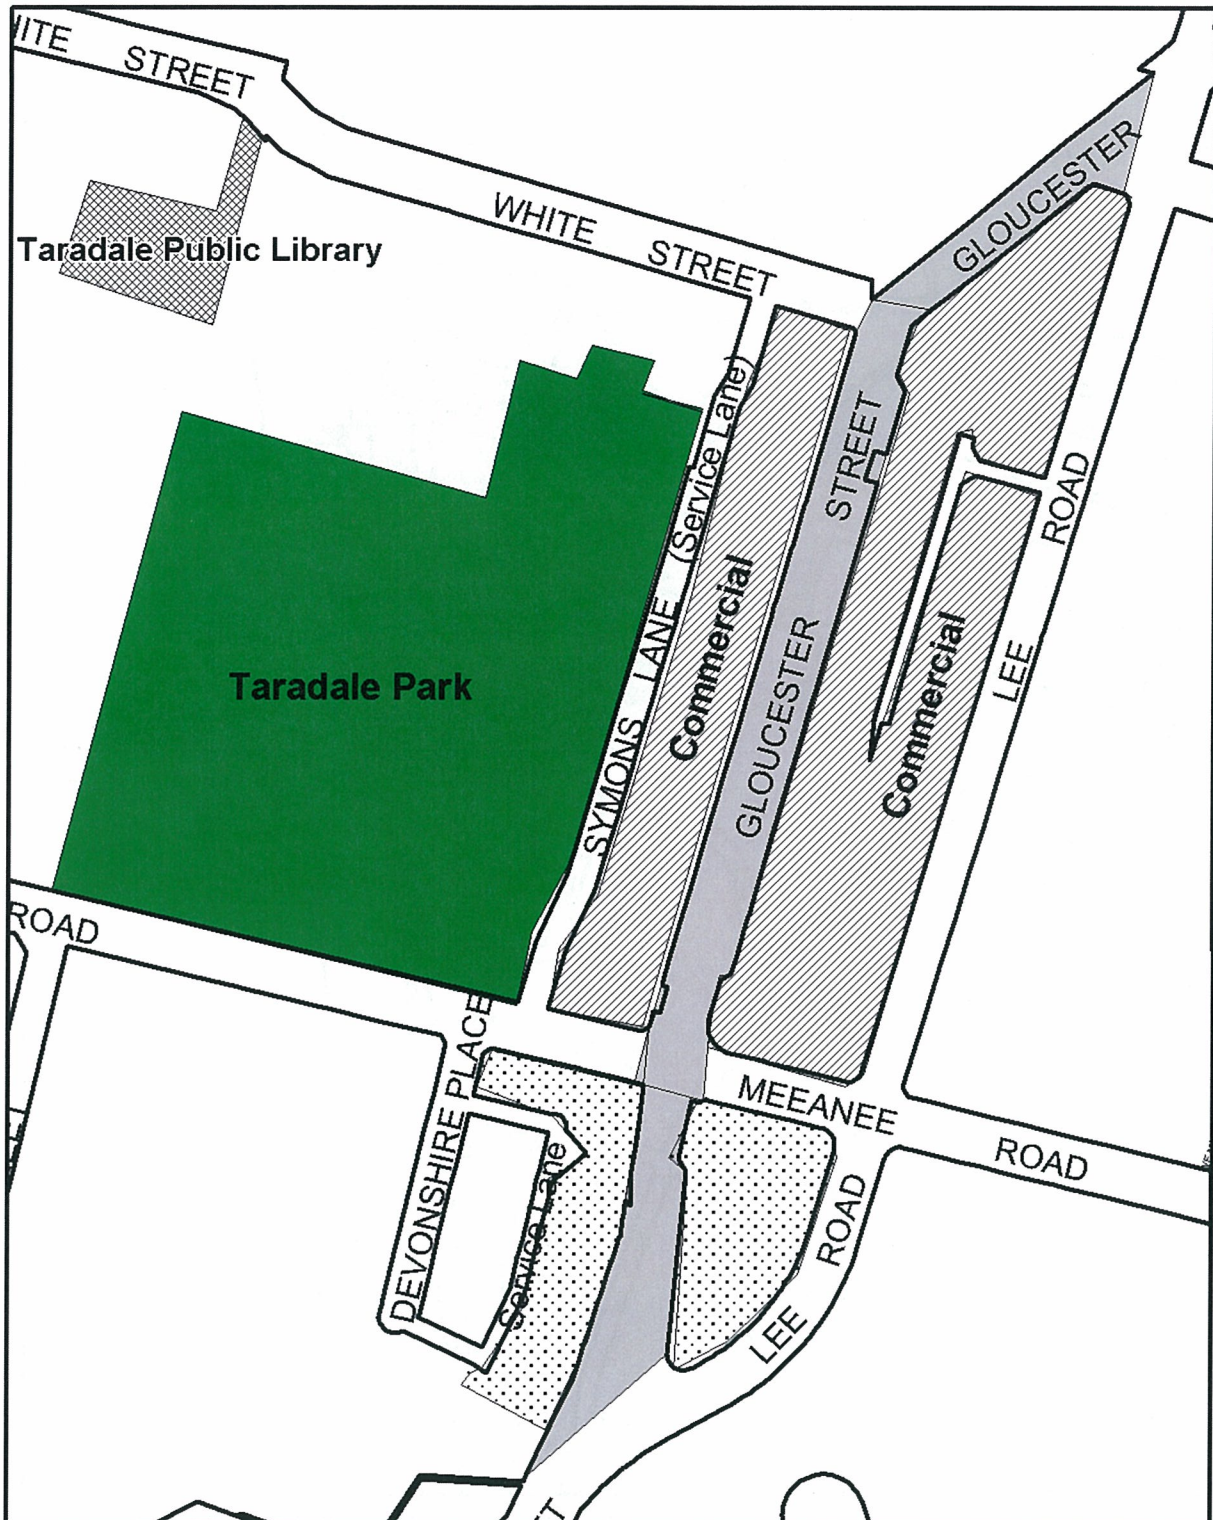 ITE STREET
WHITE STREET
GLOUCESTER
Taradale Public Library
SYMONS LANE (Service Lane)
STREET
ROAD
Commercial
GLOUCESTER
Commercial
LEE
Taradale Park
ROAD
DEVONSHIRE PLACE
MEEANEE ROAD
Service Lane
ROAD
LEE
ET